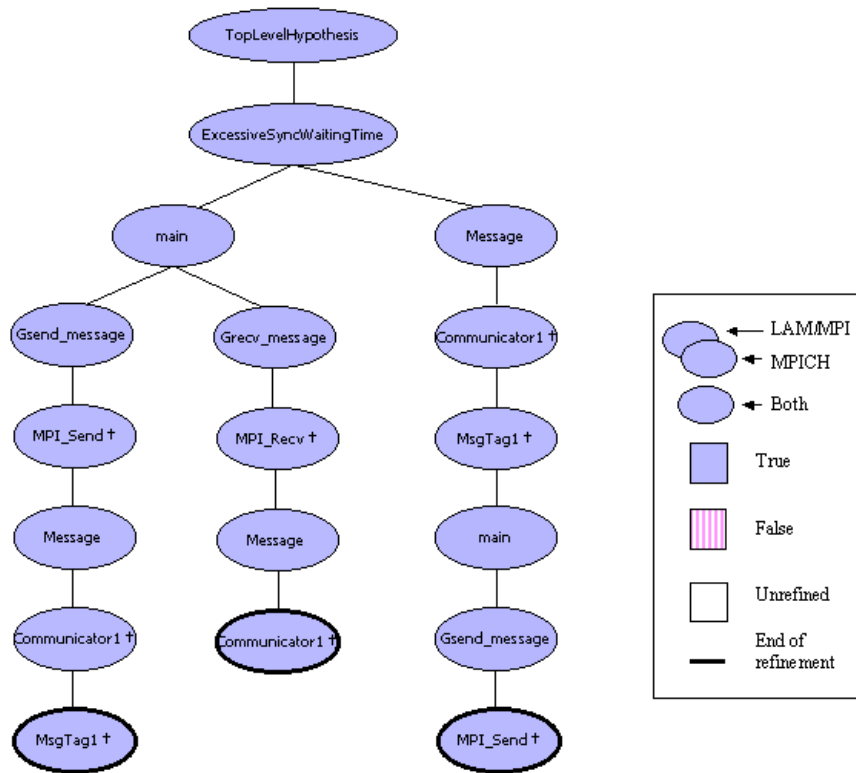 TopLevelHypothesis
ExcessiveSyncWaitingTime
main
Message
Gsend_message
Grecv_message
Communicator1 †
MPI_Send †
MPI_Recv †
MsgTag1 †
Message
Message
main
Communicator1 †
Communicator1 †
Gsend_message
MsgTag1 †
MPI_Send †
LAM/MPI
MPICH
Both
True
False
Unrefined
End of
refinement